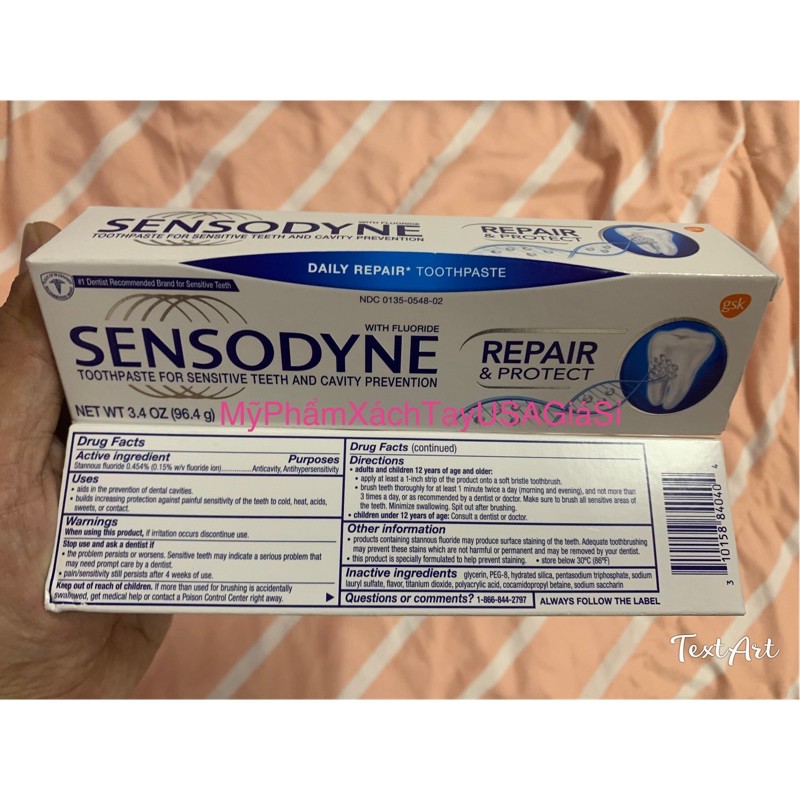 WITH FLUORIDE
SENSODYNE
TOOTHPASTE FOR SENSITIVE TEETH AND CAVITY PREVENTION
REPAIR
& PROTECT
DAILY REPAIR* TOOTHPASTE
#1 Dentist Recommended Brand for Sensitive Teeth
NDC 0135-0548-02
gsk
WITH FLUORIDE
SENSODYNE
TOOTHPASTE FOR SENSITIVE TEETH AND CAVITY PREVENTION
REPAIR
& PROTECT
NET WT 3.4 OZ (96.4 g)
MỹPhẩmXáchTayUSAGiáSỉ
Drug Facts
Active ingredient Purposes
Stannous fluoride 0.454% (0.15% w/v fluoride ion)..................Anticavity, Antihypersensitivity
Uses
• aids in the prevention of dental cavities.
• builds increasing protection against painful sensitivity of the teeth to cold, heat, acids,
sweets, or contact.
Warnings
When using this product, if irritation occurs discontinue use.
Stop use and ask a dentist if
• the problem persists or worsens. Sensitive teeth may indicate a serious problem that
may need prompt care by a dentist.
• pain/sensitivity still persists after 4 weeks of use.
Keep out of reach of children. If more than used for brushing is accidentally
swallowed, get medical help or contact a Poison Control Center right away.
Drug Facts (continued)
Directions
• adults and children 12 years of age and older:
• apply at least a 1-inch strip of the product onto a soft bristle toothbrush.
• brush teeth thoroughly for at least 1 minute twice a day (morning and evening), and not more than
3 times a day, or as recommended by a dentist or doctor. Make sure to brush all sensitive areas of
the teeth. Minimize swallowing. Spit out after brushing.
• children under 12 years of age: Consult a dentist or doctor.
Other information
• products containing stannous fluoride may produce surface staining of the teeth. Adequate toothbrushing
may prevent these stains which are not harmful or permanent and may be removed by your dentist.
• this product is specially formulated to help prevent staining. • store below 30ºC (86ºF)
Inactive ingredients glycerin, PEG-8, hydrated silica, pentasodium triphosphate, sodium
lauryl sulfate, flavor, titanium dioxide, polyacrylic acid, cocamidopropyl betaine, sodium saccharin
Questions or comments? 1-866-844-2797
ALWAYS FOLLOW THE LABEL
3 10158 84040 4
TextArt